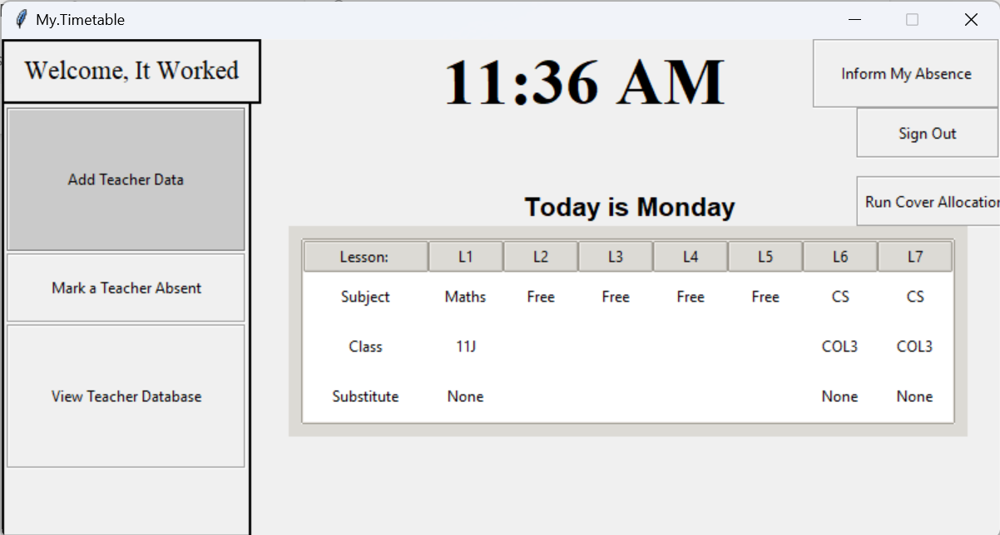 My.Timetable
Welcome, It Worked
11:36 AM
Inform My Absence
Sign Out
Add Teacher Data
Run Cover Allocation
Today is Monday
Lesson: L1 L2 L3 L4 L5 L6 L7
Mark a Teacher Absent
Subject Maths Free Free Free Free CS CS
Class 11J COL3 COL3
View Teacher Database
Substitute None None None